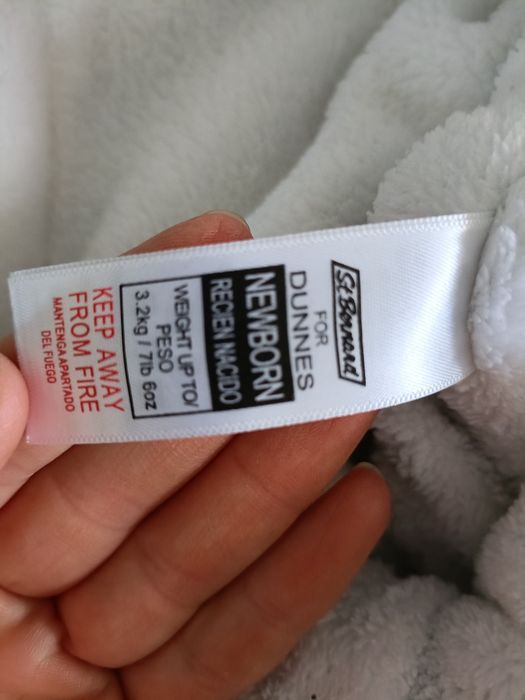 St Bernard
FOR
DUNNES
NEWBORN
RECIEN NACIDO
WEIGHT UP TO/
PESO
3.2kg / 7lb 6oz
KEEP AWAY
FROM FIRE
MANTENGA APARTADO
DEL FUEGO